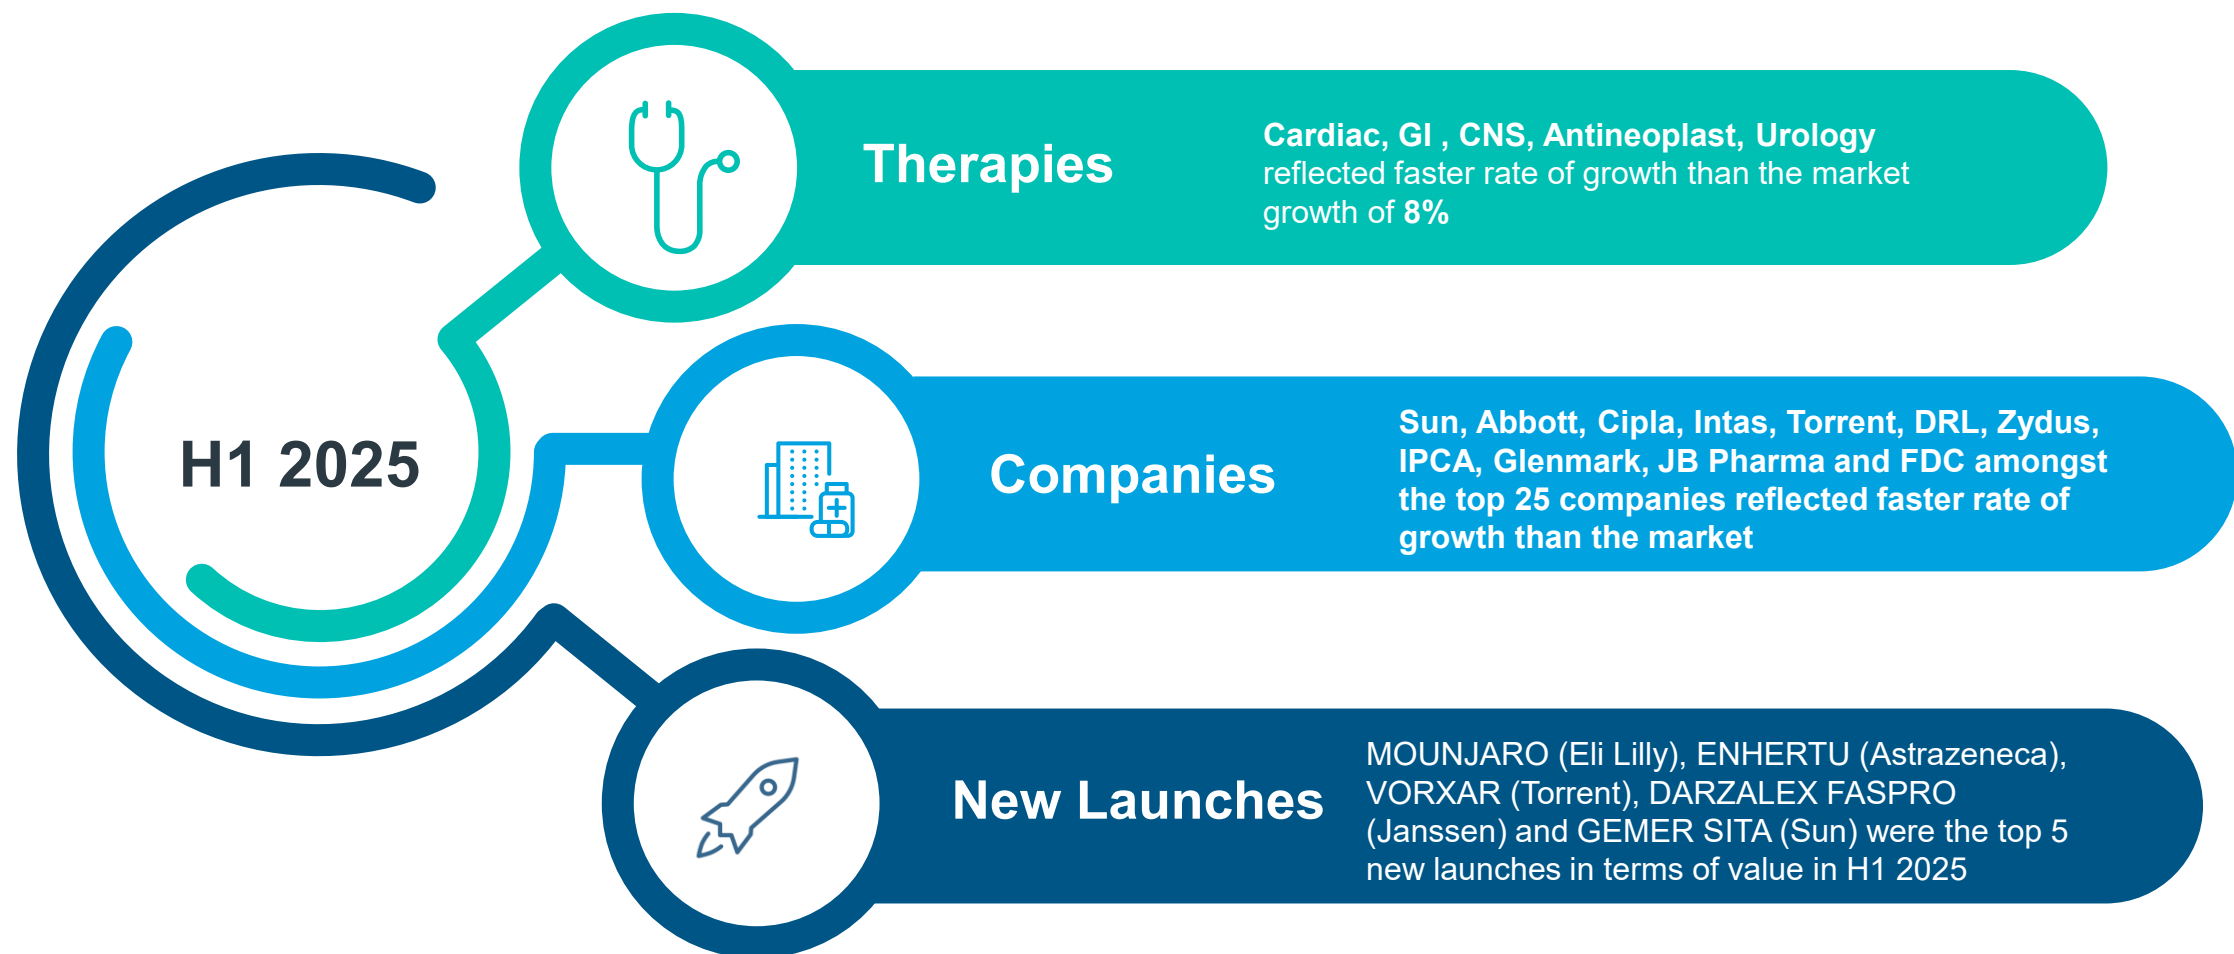 H1 2025
Therapies
Cardiac, GI , CNS, Antineoplast, Urology
reflected faster rate of growth than the market
growth of 8%
Companies
Sun, Abbott, Cipla, Intas, Torrent, DRL, Zydus,
IPCA, Glenmark, JB Pharma and FDC amongst
the top 25 companies reflected faster rate of
growth than the market
New Launches
MOUNJARO (Eli Lilly), ENHERTU (Astrazeneca),
VORXAR (Torrent), DARZALEX FASPRO
(Janssen) and GEMER SITA (Sun) were the top 5
new launches in terms of value in H1 2025